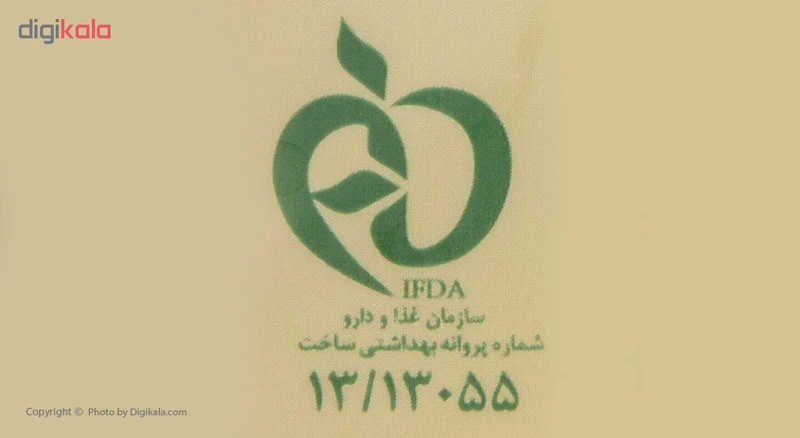 digikala
IFDA
سازمان غذا و دارو
شماره پروانه بهداشتی ساخت
۱۳/۱۳۰۵۵
Copyright © Photo by Digikala.com